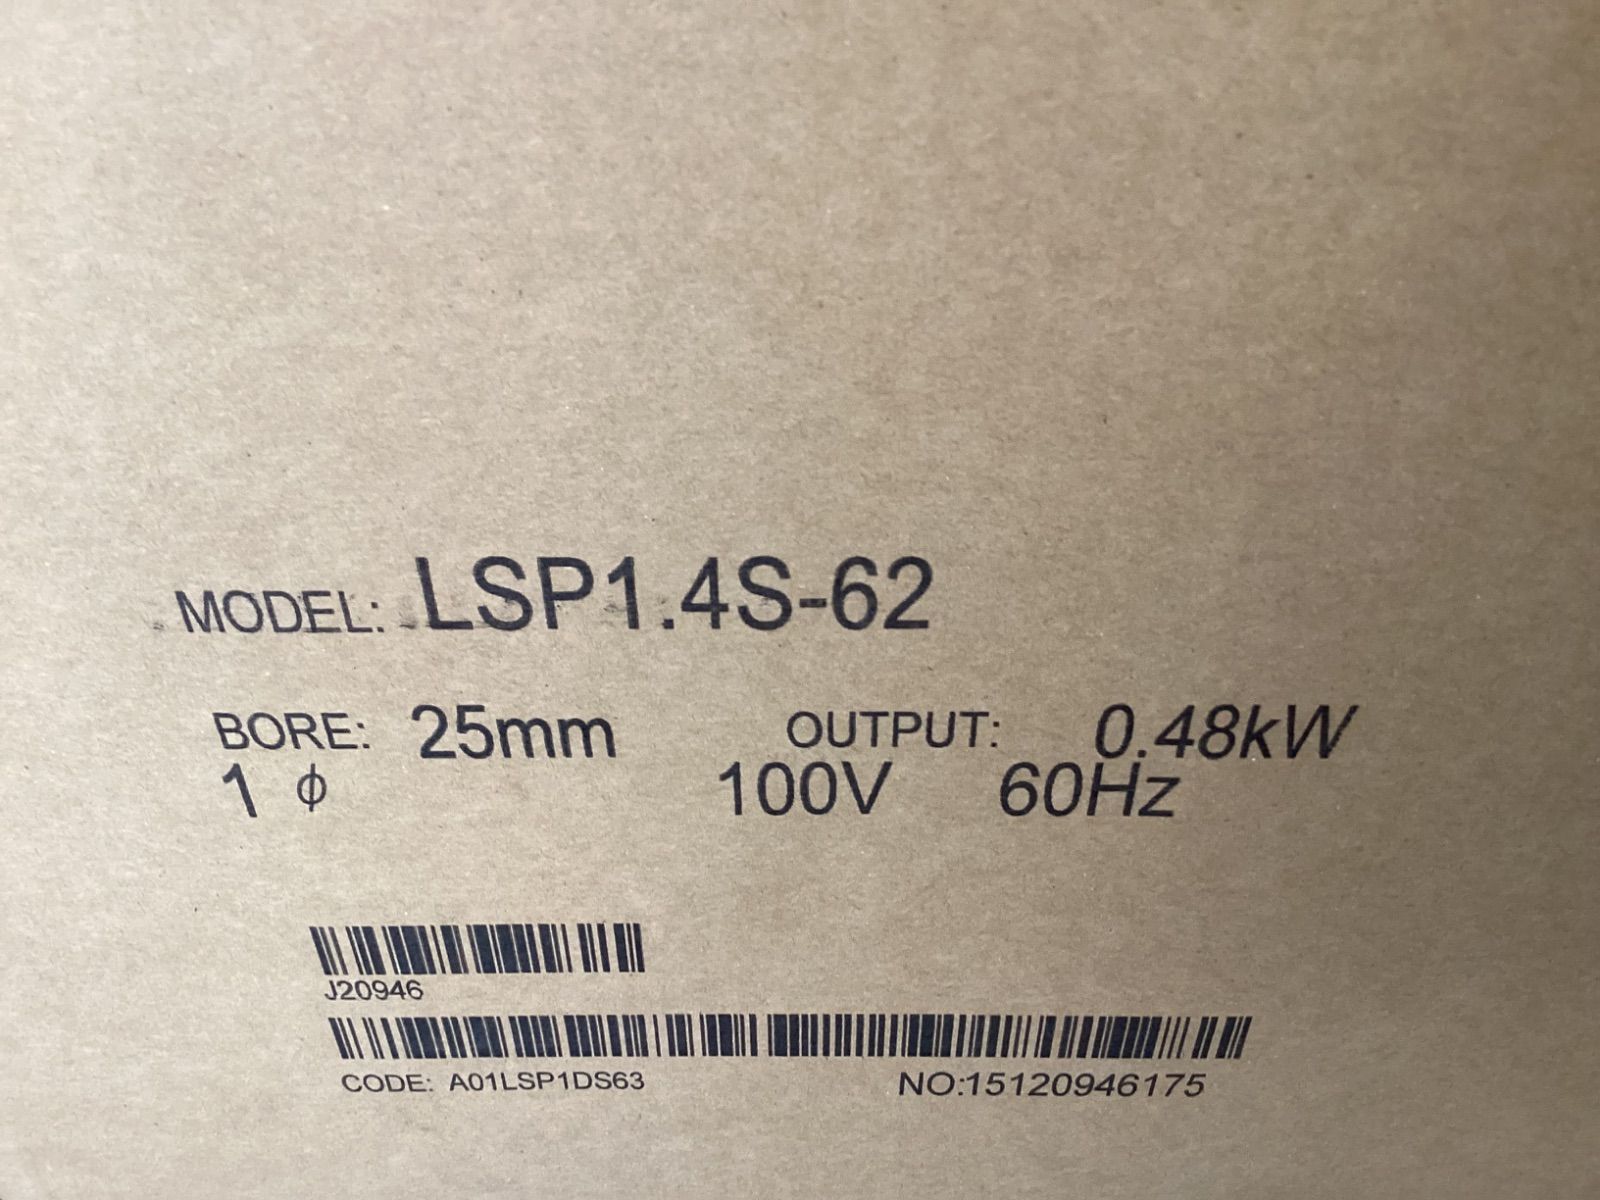 MODEL: LSP1.4S-62
BORE: 25mm OUTPUT: 0.48kW
1 ϕ 100V 60Hz
J20946
CODE: A01LSP1DS63 NO:15120946175